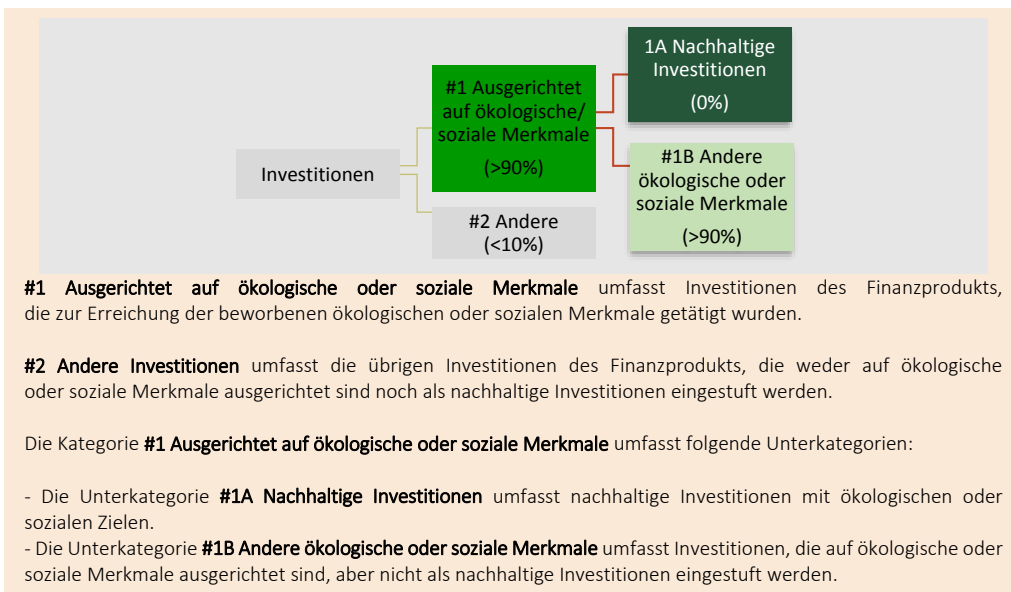 Investitionen
#1 Ausgerichtet
auf ökologische/
soziale Merkmale
(>90%)
#2 Andere
(<10%)
1A Nachhaltige
Investitionen
(0%)
#1B Andere
ökologische oder
soziale Merkmale
(>90%)
#1 Ausgerichtet auf ökologische oder soziale Merkmale umfasst Investitionen des Finanzprodukts,
die zur Erreichung der beworbenen ökologischen oder sozialen Merkmale getätigt wurden.
#2 Andere Investitionen umfasst die übrigen Investitionen des Finanzprodukts, die weder auf ökologische
oder soziale Merkmale ausgerichtet sind noch als nachhaltige Investitionen eingestuft werden.
Die Kategorie #1 Ausgerichtet auf ökologische oder soziale Merkmale umfasst folgende Unterkategorien:
- Die Unterkategorie #1A Nachhaltige Investitionen umfasst nachhaltige Investitionen mit ökologischen oder
sozialen Zielen.
- Die Unterkategorie #1B Andere ökologische oder soziale Merkmale umfasst Investitionen, die auf ökologische oder
soziale Merkmale ausgerichtet sind, aber nicht als nachhaltige Investitionen eingestuft werden.